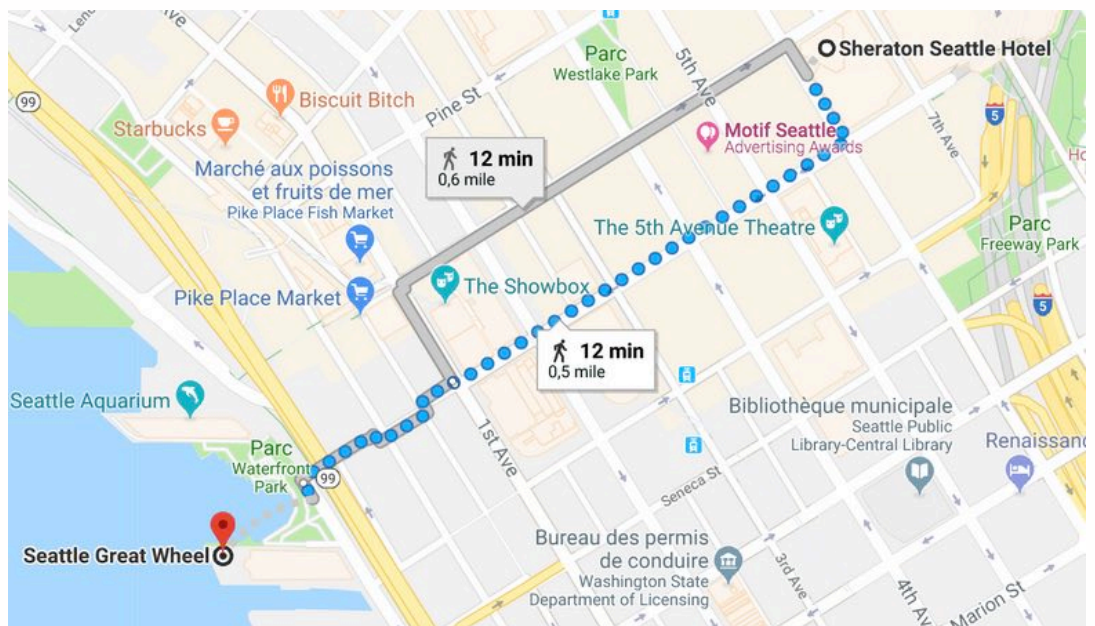 Sheraton Seattle Hotel
Parc
Westlake Park
5th Ave
99
Biscuit Bitch
Pine St
5
Starbucks
Motif Seattle
Advertising Awards
7th Ave
12 min
0,6 mile
Marché aux poissons
et fruits de mer
Pike Place Fish Market
The 5th Avenue Theatre
Parc
Freeway Park
The Showbox
Pike Place Market
5
12 min
0,5 mile
Seattle Aquarium
Bibliothèque municipale
Seattle Public
Library-Central Library
1st Ave
Renaissanc
Parc
Waterfront
Park
99
Seneca St
Seattle Great Wheel
Bureau des permis
de conduire
Washington State
Department of Licensing
3rd Ave
4th Av
Marion St